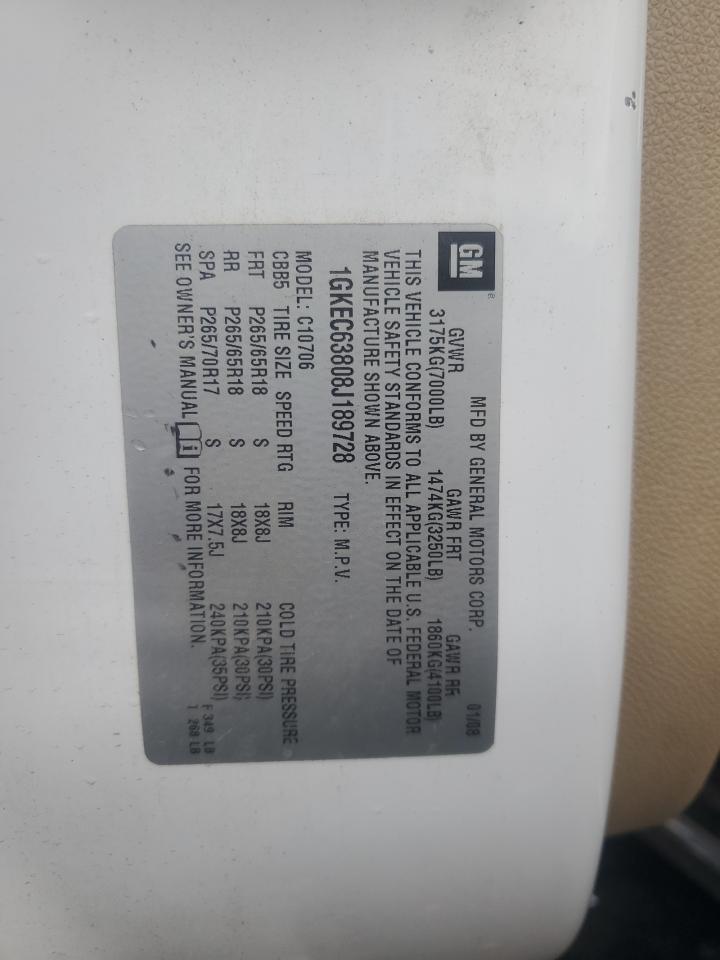 GM®
MFD BY GENERAL MOTORS CORP. 01/08
GVWR GAWR FRT GAWR RR
3175KG(7000LB) 1474KG(3250LB) 1860KG(4100LB)
THIS VEHICLE CONFORMS TO ALL APPLICABLE U.S. FEDERAL MOTOR
VEHICLE SAFETY STANDARDS IN EFFECT ON THE DATE OF
MANUFACTURE SHOWN ABOVE.
1GKEC63808J189728 TYPE: M.P.V.
MODEL: C10706
CBB5 TIRE SIZE SPEED RTG RIM COLD TIRE PRESSURE
FRT P265/65R18 S 18X8J 210KPA(30PSI)
RR P265/65R18 S 18X8J 210KPA(30PSI)
SPA P265/70R17 S 17X7.5J 240KPA(35PSI)
SEE OWNER'S MANUAL FOR MORE INFORMATION.
F 349 LB
T 268 LB